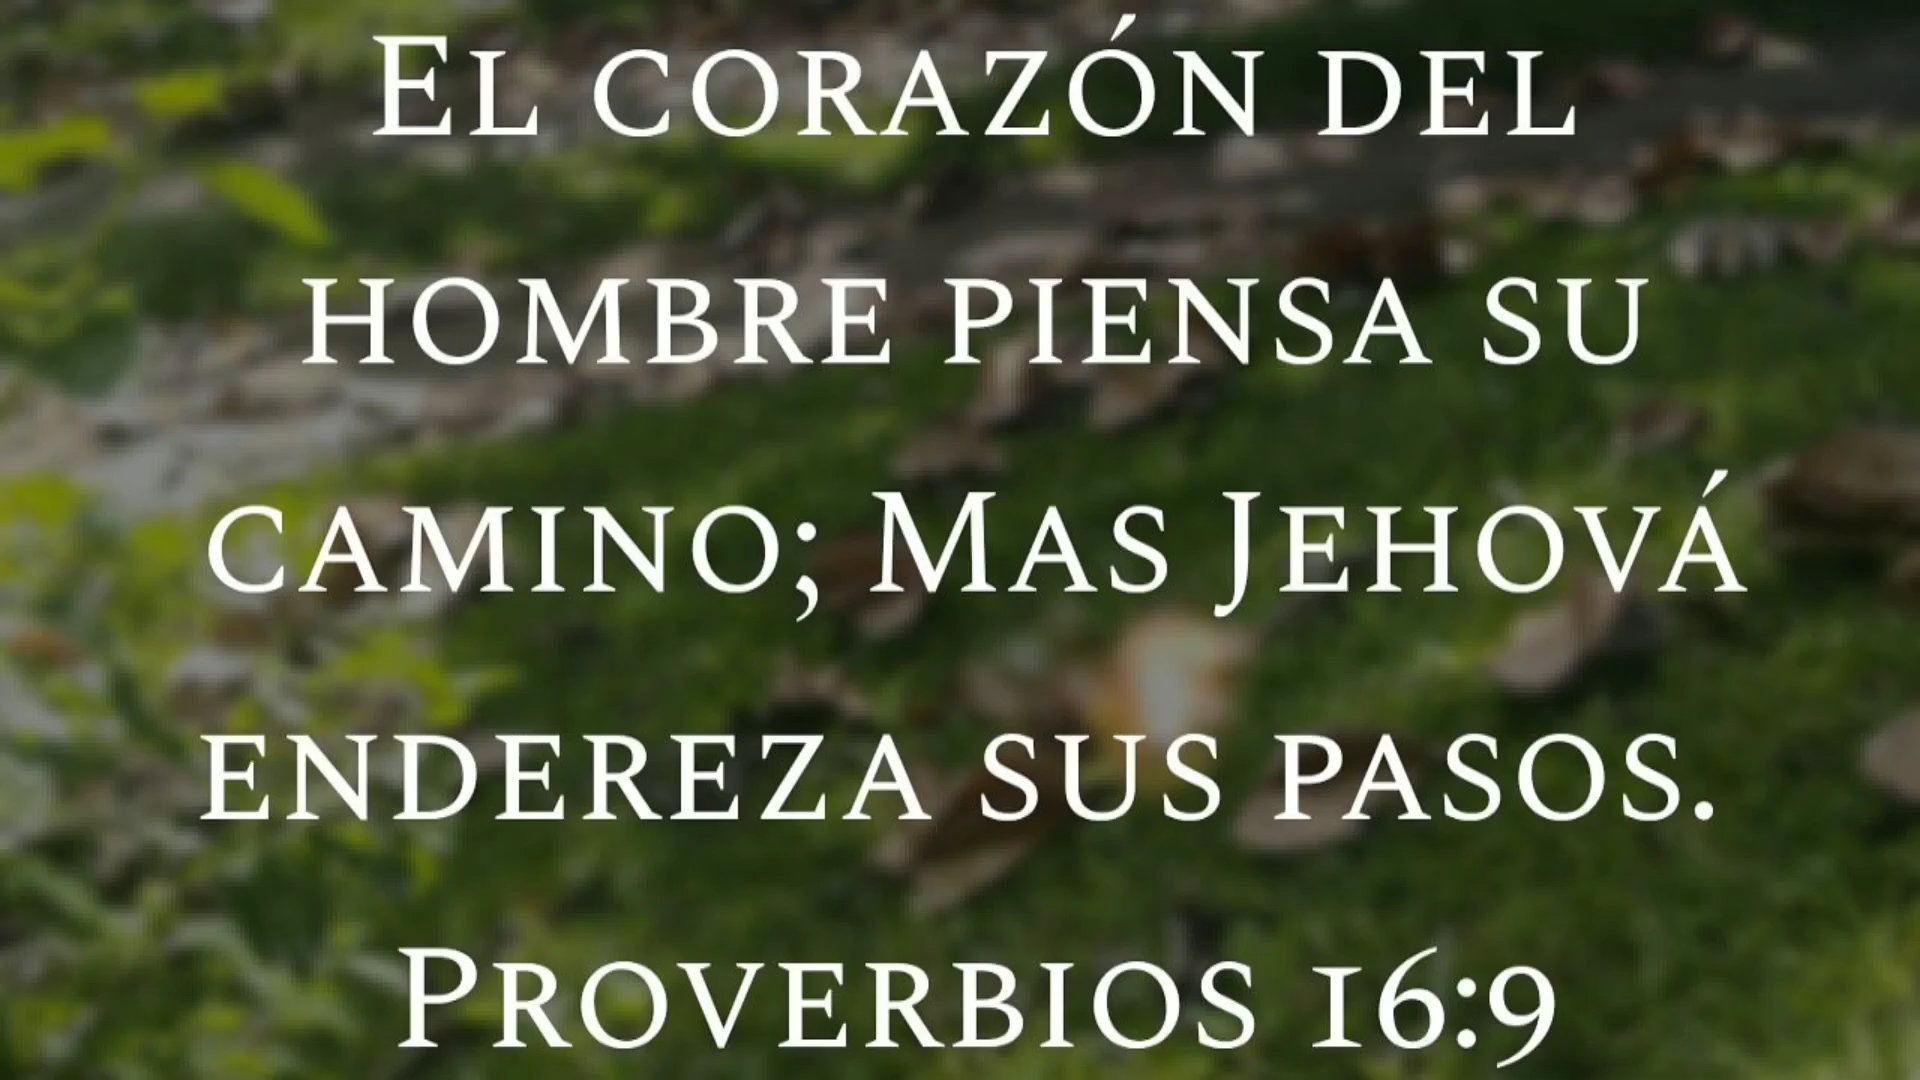 El corazón del
hombre piensa su
camino; Mas Jehová
endereza sus pasos.
Proverbios 16:9